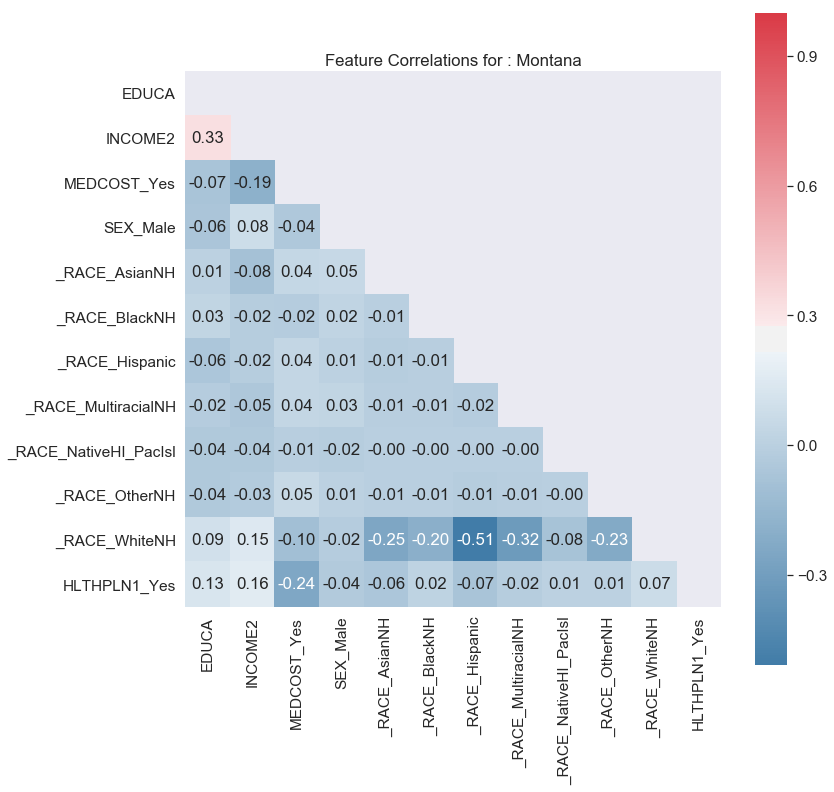 Feature Correlations for : Montana
EDUCA
INCOME2 0.33
MEDCOST_Yes -0.07 -0.19
SEX_Male -0.06 0.08 -0.04
_RACE_AsianNH 0.01 -0.08 0.04 0.05
_RACE_BlackNH 0.03 -0.02 -0.02 0.02 -0.01
_RACE_Hispanic -0.06 -0.02 0.04 0.01 -0.01 -0.01
_RACE_MultiracialNH -0.02 -0.05 0.04 0.03 -0.01 -0.01 -0.02
_RACE_NativeHI_PacIsl -0.04 -0.04 -0.01 -0.02 -0.00 -0.00 -0.00 -0.00
_RACE_OtherNH -0.04 -0.03 0.05 0.01 -0.01 -0.01 -0.01 -0.01 -0.00
_RACE_WhiteNH 0.09 0.15 -0.10 -0.02 -0.25 -0.20 -0.51 -0.32 -0.08 -0.23
HLTHPLN1_Yes 0.13 0.16 -0.24 -0.04 -0.06 0.02 -0.07 -0.02 0.01 0.01 0.07
EDUCA
INCOME2
MEDCOST_Yes
SEX_Male
_RACE_AsianNH
_RACE_BlackNH
_RACE_Hispanic
_RACE_MultiracialNH
_RACE_NativeHI_PacIsl
_RACE_OtherNH
_RACE_WhiteNH
HLTHPLN1_Yes
0.9
0.6
0.3
0.0
−0.3